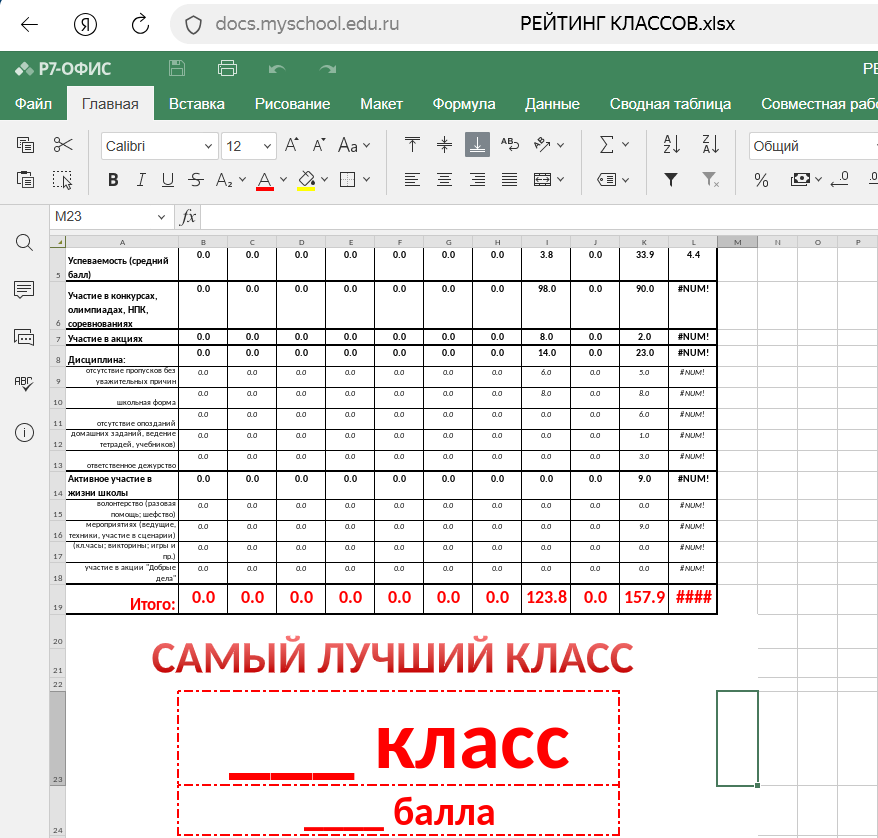 docs.myschool.edu.ru РЕЙТИНГ КЛАССОВ.xlsx
Р7-ОФИС РЕ
Файл Главная Вставка Рисование Макет Формула Данные Сводная таблица Совместная рабо
Calibri 12 Общий
M23 fx
A B C D E F G H I J K L M N O P
5 Успеваемость (средний балл) 0.0 0.0 0.0 0.0 0.0 0.0 0.0 3.8 0.0 33.9 4.4
6 Участие в конкурсах, олимпиадах, НПК, соревнованиях 0.0 0.0 0.0 0.0 0.0 0.0 0.0 98.0 0.0 90.0 #NUM!
7 Участие в акциях 0.0 0.0 0.0 0.0 0.0 0.0 0.0 8.0 0.0 2.0 #NUM!
8 Дисциплина: 0.0 0.0 0.0 0.0 0.0 0.0 0.0 14.0 0.0 23.0 #NUM!
9 отсутствие пропусков без уважительных причин 0.0 0.0 0.0 0.0 0.0 0.0 0.0 6.0 0.0 5.0 #NUM!
10 школьная форма 0.0 0.0 0.0 0.0 0.0 0.0 0.0 8.0 0.0 8.0 #NUM!
11 отсутствие опозданий 0.0 0.0 0.0 0.0 0.0 0.0 0.0 0.0 0.0 6.0 #NUM!
12 домашних заданий, ведение тетрадей, учебников) 0.0 0.0 0.0 0.0 0.0 0.0 0.0 0.0 0.0 1.0 #NUM!
13 ответственное дежурство 0.0 0.0 0.0 0.0 0.0 0.0 0.0 0.0 0.0 3.0 #NUM!
14 Активное участие в жизни школы 0.0 0.0 0.0 0.0 0.0 0.0 0.0 0.0 0.0 9.0 #NUM!
15 волонтерство (разовая помощь; шефство) 0.0 0.0 0.0 0.0 0.0 0.0 0.0 0.0 0.0 0.0 #NUM!
16 мероприятиях (ведущие, техники, участие в сценарии) 0.0 0.0 0.0 0.0 0.0 0.0 0.0 0.0 0.0 9.0 #NUM!
17 (кл.часы; викторины; игры и пр.) 0.0 0.0 0.0 0.0 0.0 0.0 0.0 0.0 0.0 0.0 #NUM!
18 участие в акции "Добрые дела" 0.0 0.0 0.0 0.0 0.0 0.0 0.0 0.0 0.0 0.0 #NUM!
19 Итого: 0.0 0.0 0.0 0.0 0.0 0.0 0.0 123.8 0.0 157.9 ####
20
21 САМЫЙ ЛУЧШИЙ КЛАСС
22
23 ____ класс
24 ____ балла